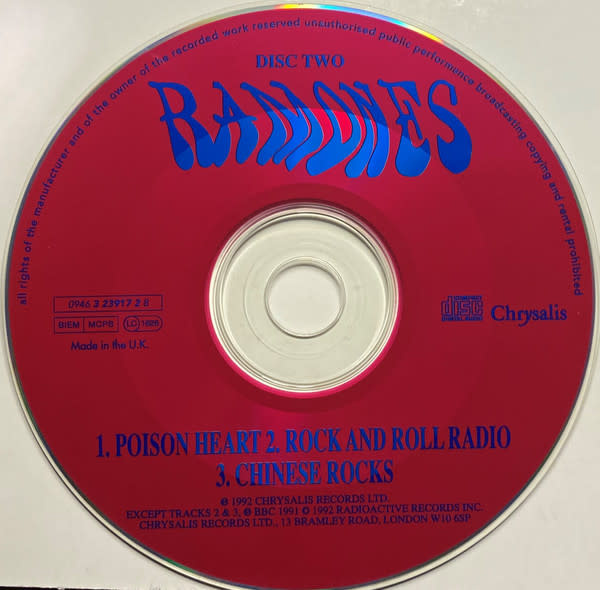 all rights of the manufacturer and of the owner of the recorded work reserved unauthorised public performance broadcasting copying and rental prohibited
DISC TWO
RAMONES
0946 3 23917 2 8
BIEM MCPS LC 1626
Made in the U.K.
COMPACT
disc
DIGITAL AUDIO
Chrysalis
1. POISON HEART 2. ROCK AND ROLL RADIO
3. CHINESE ROCKS
℗ 1992 CHRYSALIS RECORDS LTD.
EXCEPT TRACKS 2 & 3, ℗ BBC 1991 © 1992 RADIOACTIVE RECORDS INC.
CHRYSALIS RECORDS LTD., 13 BRAMLEY ROAD, LONDON W10 6SP